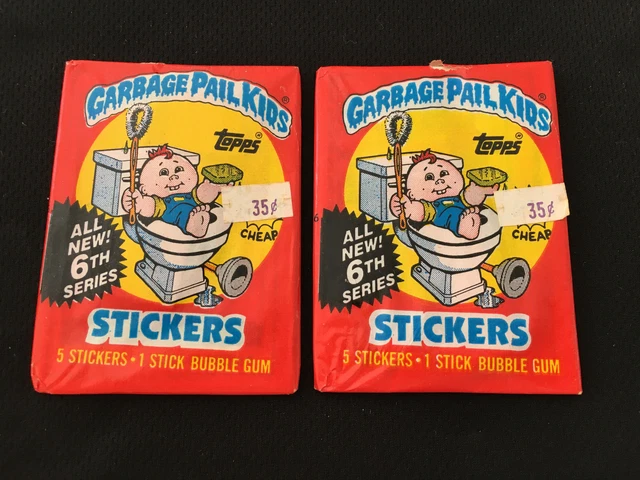 GARBAGE PAIL KIDS®
topps®
35¢
CHEAP
ALL
NEW!
6TH
SERIES
STICKERS
5 STICKERS • 1 STICK BUBBLE GUM
GARBAGE PAIL KIDS®
topps®
35¢
CHEAP
ALL
NEW!
6TH
SERIES
STICKERS
5 STICKERS • 1 STICK BUBBLE GUM